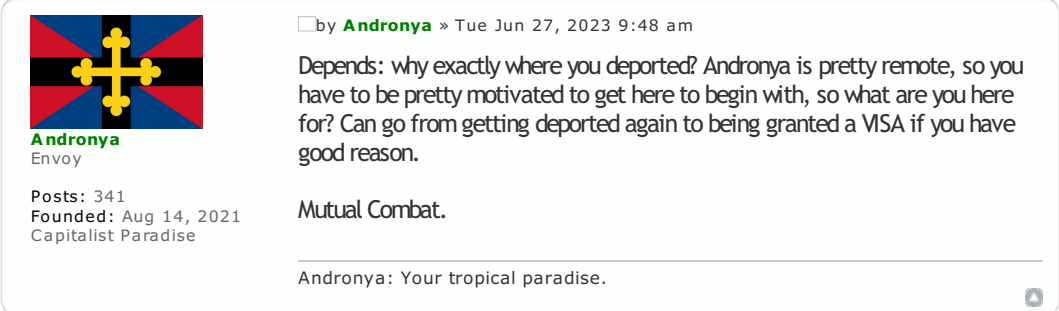 by Andronya » Tue Jun 27, 2023 9:48 am
Depends: why exactly where you deported? Andronya is pretty remote, so you
have to be pretty motivated to get here to begin with, so what are you here
for? Can go from getting deported again to being granted a VISA if you have
good reason.
Mutual Combat.
Andronya: Your tropical paradise.
Andronya
Envoy
Posts: 341
Founded: Aug 14, 2021
Capitalist Paradise